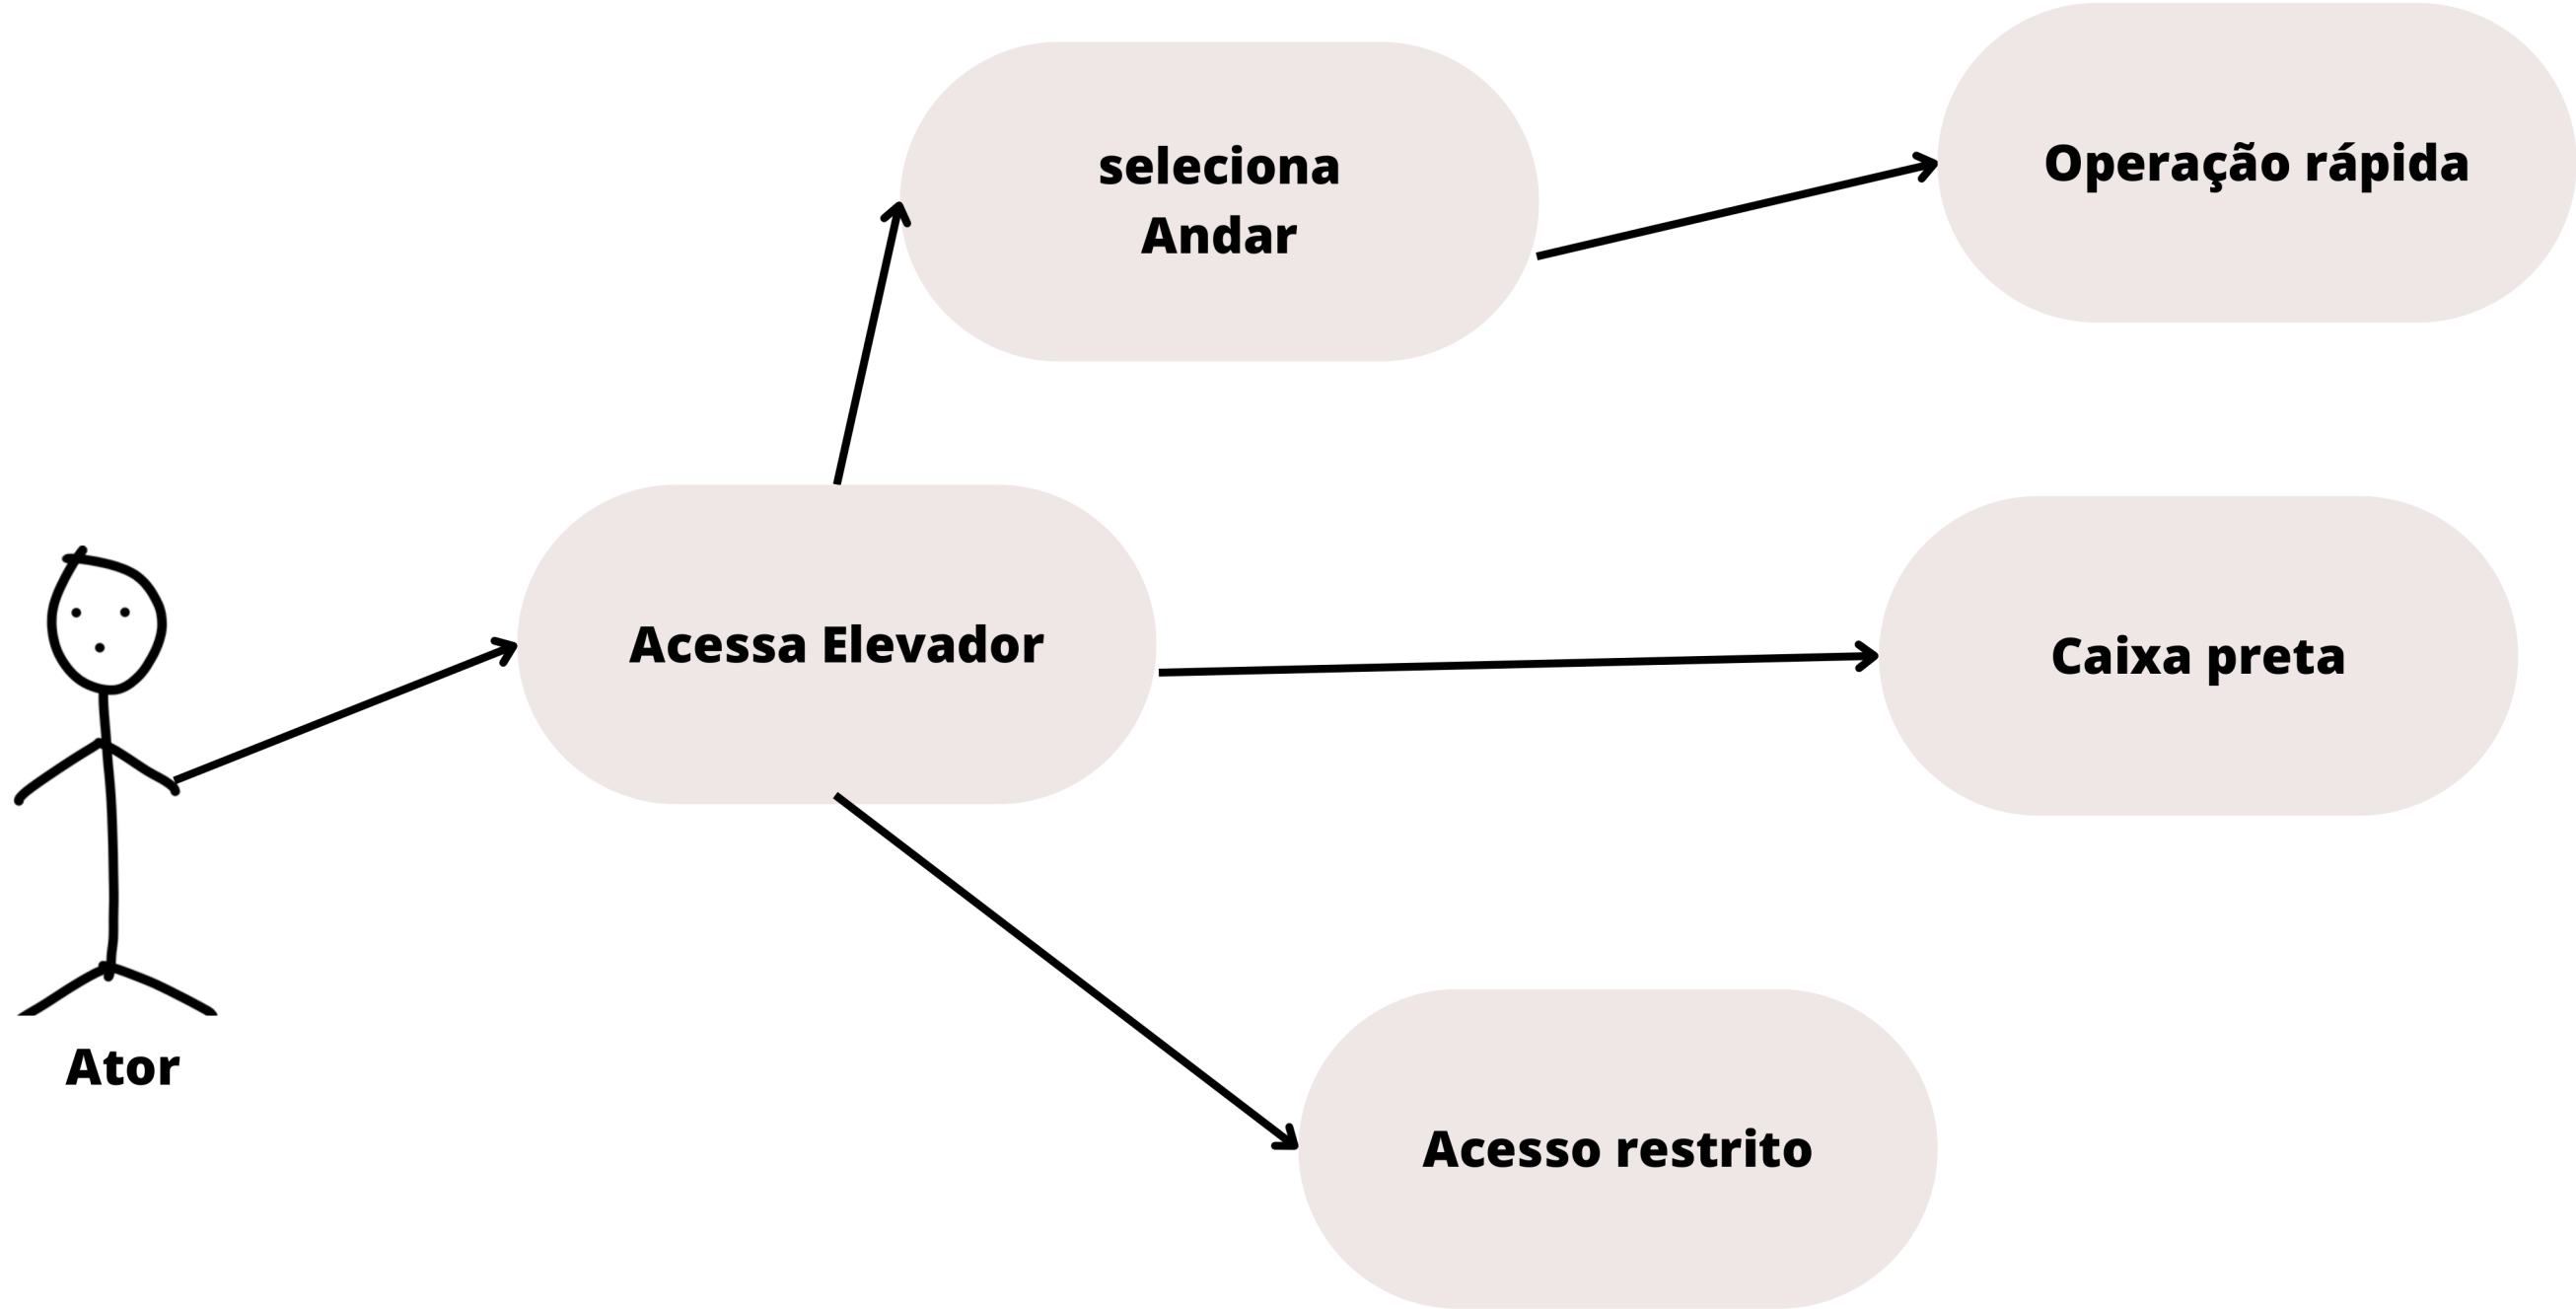 seleciona
Andar
Operação rápida
Acessa Elevador
Caixa preta
Acesso restrito
Ator